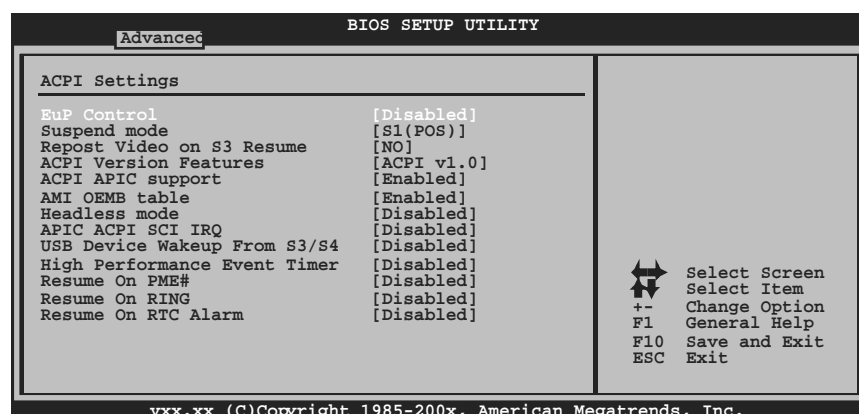 BIOS SETUP UTILITY
Advanced
ACPI Settings
EuP Control [Disabled]
Suspend mode [S1(POS)]
Repost Video on S3 Resume [NO]
ACPI Version Features [ACPI v1.0]
ACPI APIC support [Enabled]
AMI OEMB table [Enabled]
Headless mode [Disabled]
APIC ACPI SCI IRQ [Disabled]
USB Device Wakeup From S3/S4 [Disabled]
High Performance Event Timer [Disabled]
Resume On PME# [Disabled]
Resume On RING [Disabled]
Resume On RTC Alarm [Disabled]
Select Screen
Select Item
+- Change Option
F1 General Help
F10 Save and Exit
ESC Exit
vxx.xx (C)Copyright 1985-200x, American Megatrends, Inc.